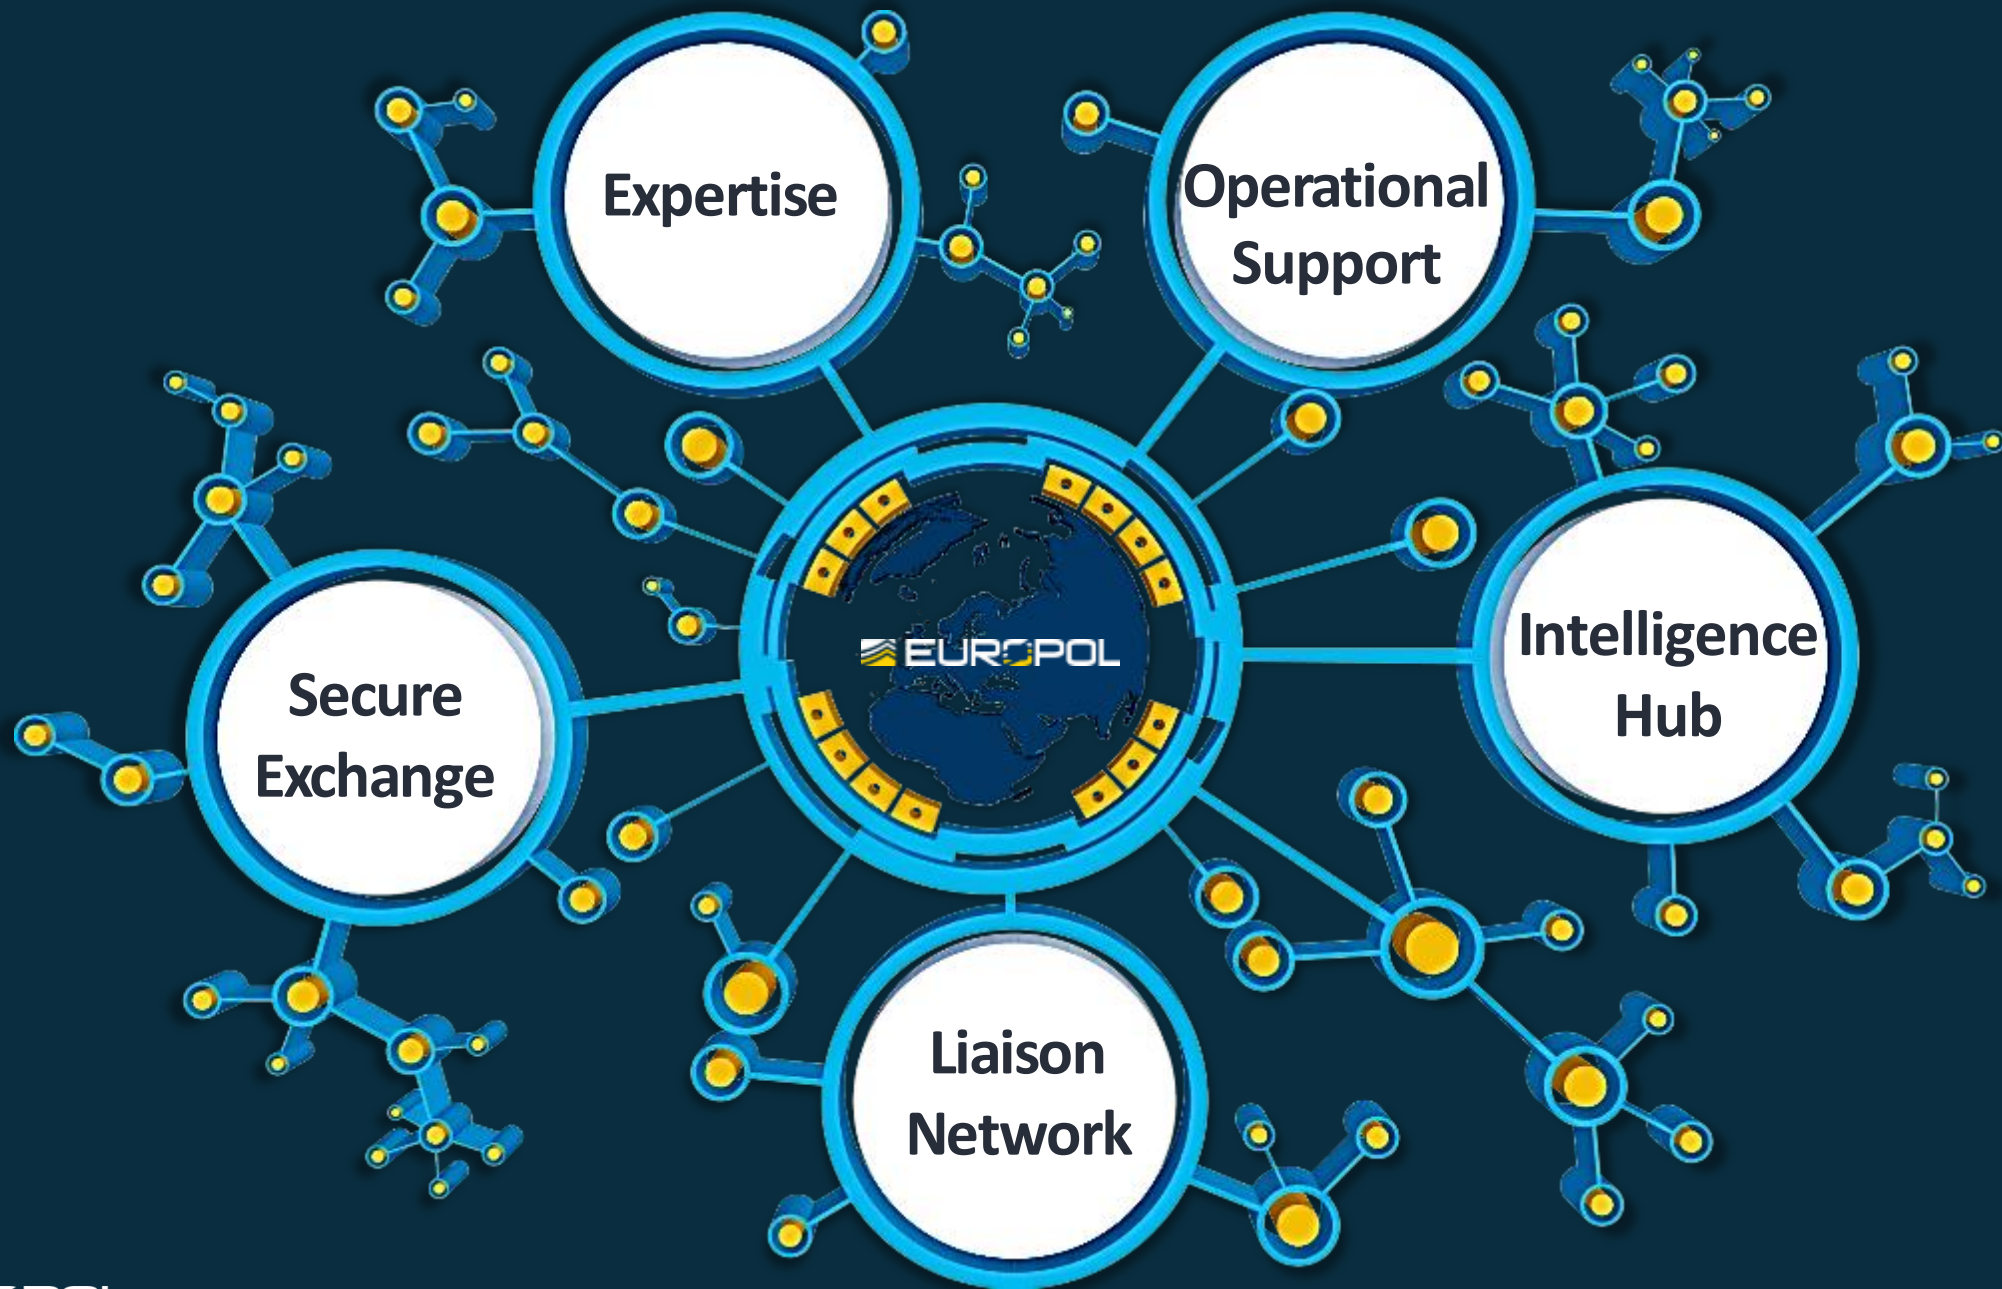 Expertise
Operational
Support
EUROPOL
Intelligence
Hub
Secure
Exchange
Liaison
Network